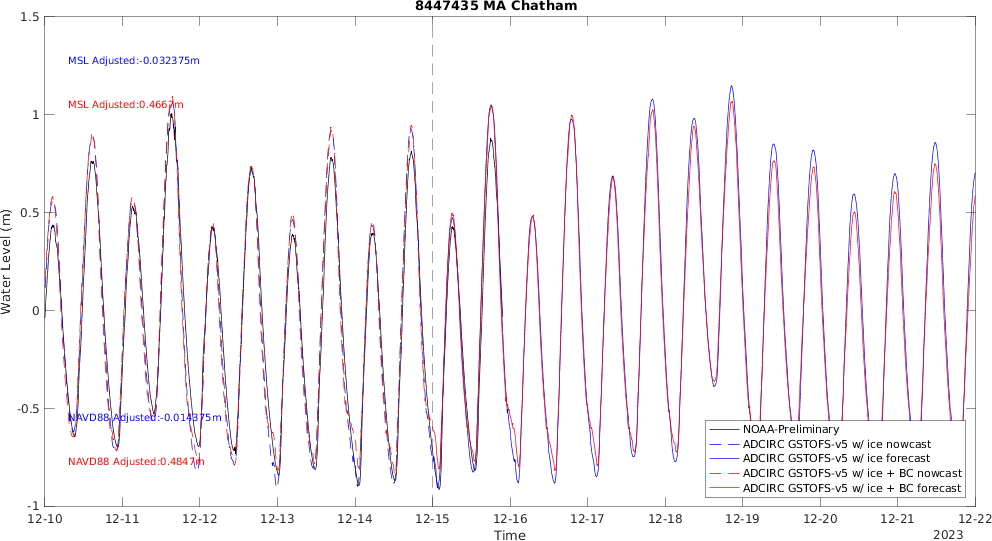 8447435 MA Chatham
1.5
1
0.5
0
-0.5
-1
Water Level (m)
MSL Adjusted:-0.032375m
MSL Adjusted:0.4667m
NAVD88 Adjusted:-0.014375m
NAVD88 Adjusted:0.4847m
NOAA-Preliminary
ADCIRC GSTOFS-v5 w/ ice nowcast
ADCIRC GSTOFS-v5 w/ ice forecast
ADCIRC GSTOFS-v5 w/ ice + BC nowcast
ADCIRC GSTOFS-v5 w/ ice + BC forecast
12-10 12-11 12-12 12-13 12-14 12-15 12-16 12-17 12-18 12-19 12-20 12-21 12-22
Time
2023